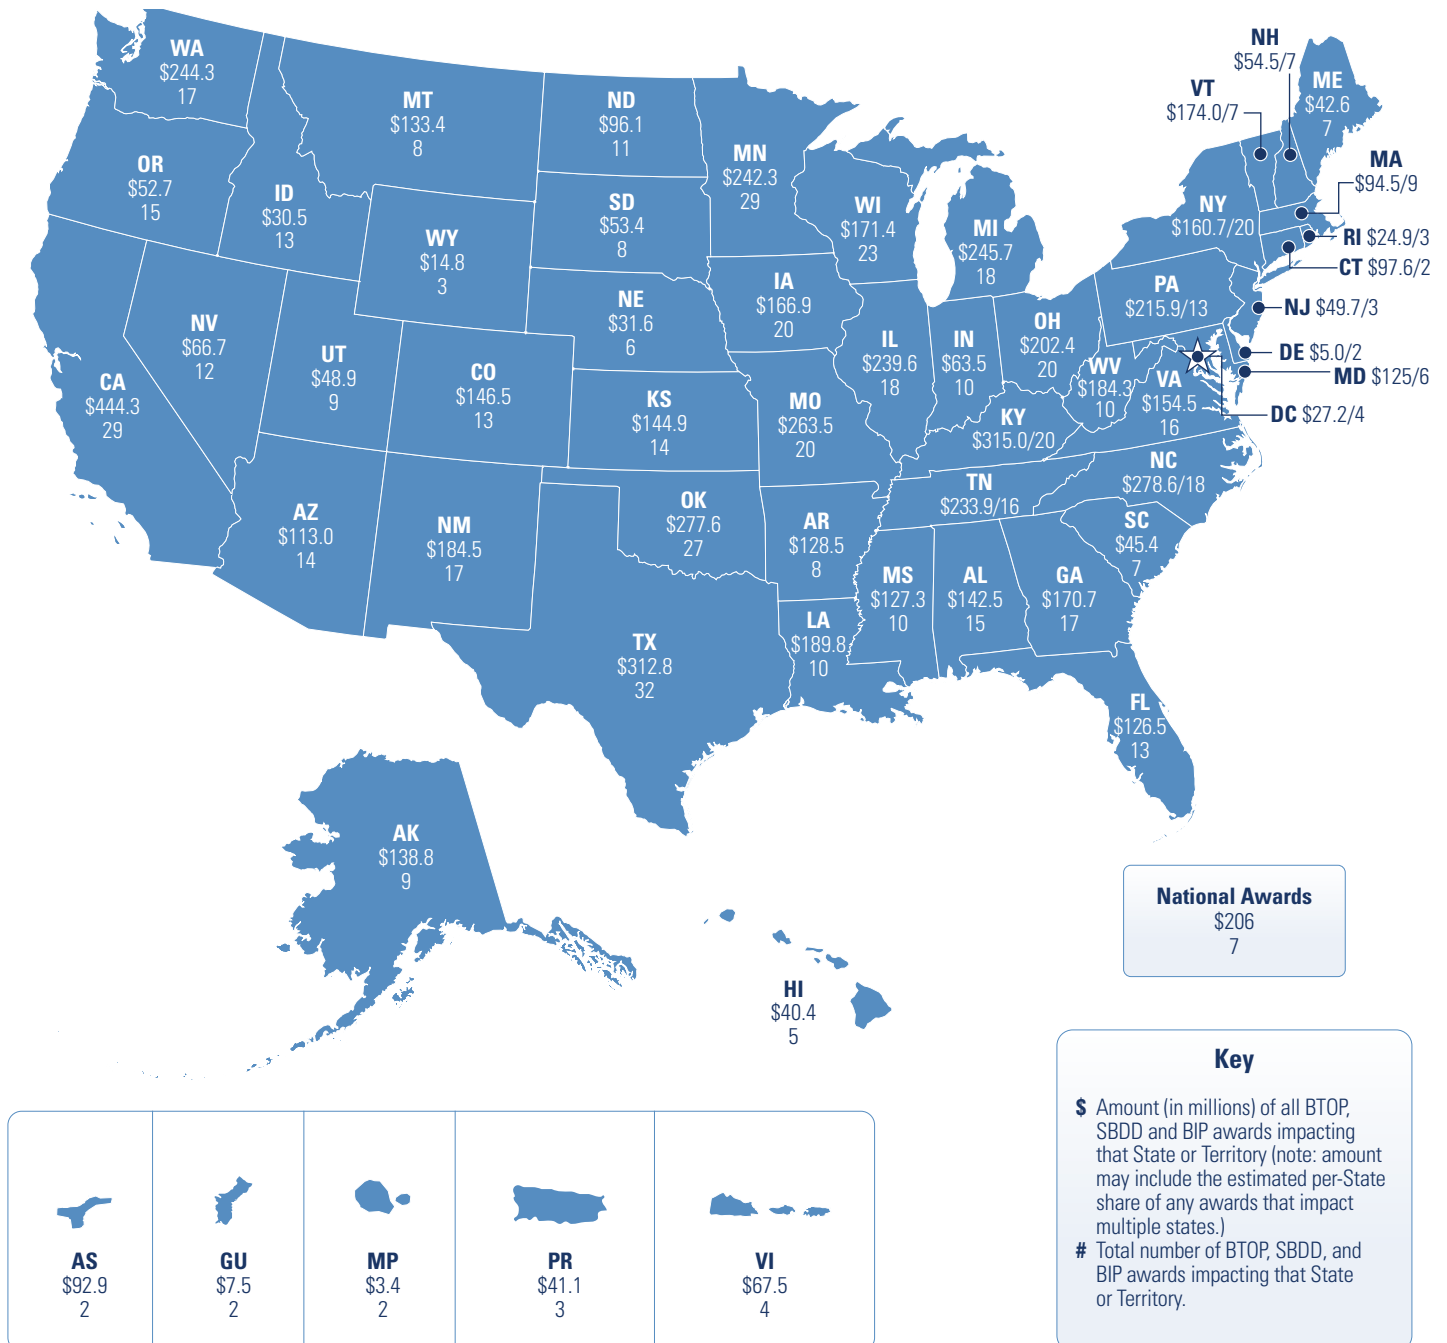 WA
$244.3
17
OR
$52.7
15
ID
$30.5
13
MT
$133.4
8
ND
$96.1
11
MN
$242.3
29
SD
$53.4
8
WY
$14.8
3
WI
$171.4
23
MI
$245.7
18
NH
$54.5/7
VT
$174.0/7
ME
$42.6
7
MA
$94.5/9
NY
$160.7/20
RI $24.9/3
CT $97.6/2
PA
$215.9/13
NJ $49.7/3
DE $5.0/2
MD $125/6
DC $27.2/4
NE
$31.6
6
IA
$166.9
20
IL
$239.6
18
IN
$63.5
10
OH
$202.4
20
WV
$184.3
10
VA
$154.5
16
NV
$66.7
12
UT
$48.9
9
CO
$146.5
13
CA
$444.3
29
KS
$144.9
14
MO
$263.5
20
KY
$315.0/20
NC
$278.6/18
TN
$233.9/16
SC
$45.4
7
AZ
$113.0
14
NM
$184.5
17
OK
$277.6
27
AR
$128.5
8
MS
$127.3
10
AL
$142.5
15
GA
$170.7
17
LA
$189.8
10
TX
$312.8
32
FL
$126.5
13
AK
$138.8
9
HI
$40.4
5
National Awards
$206
7
Key
$ Amount (in millions) of all BTOP,
SBDD and BIP awards impacting
that State or Territory (note: amount
may include the estimated per-State
share of any awards that impact
multiple states.)
# Total number of BTOP, SBDD, and
BIP awards impacting that State
or Territory.
AS
$92.9
2
GU
$7.5
2
MP
$3.4
2
PR
$41.1
3
VI
$67.5
4